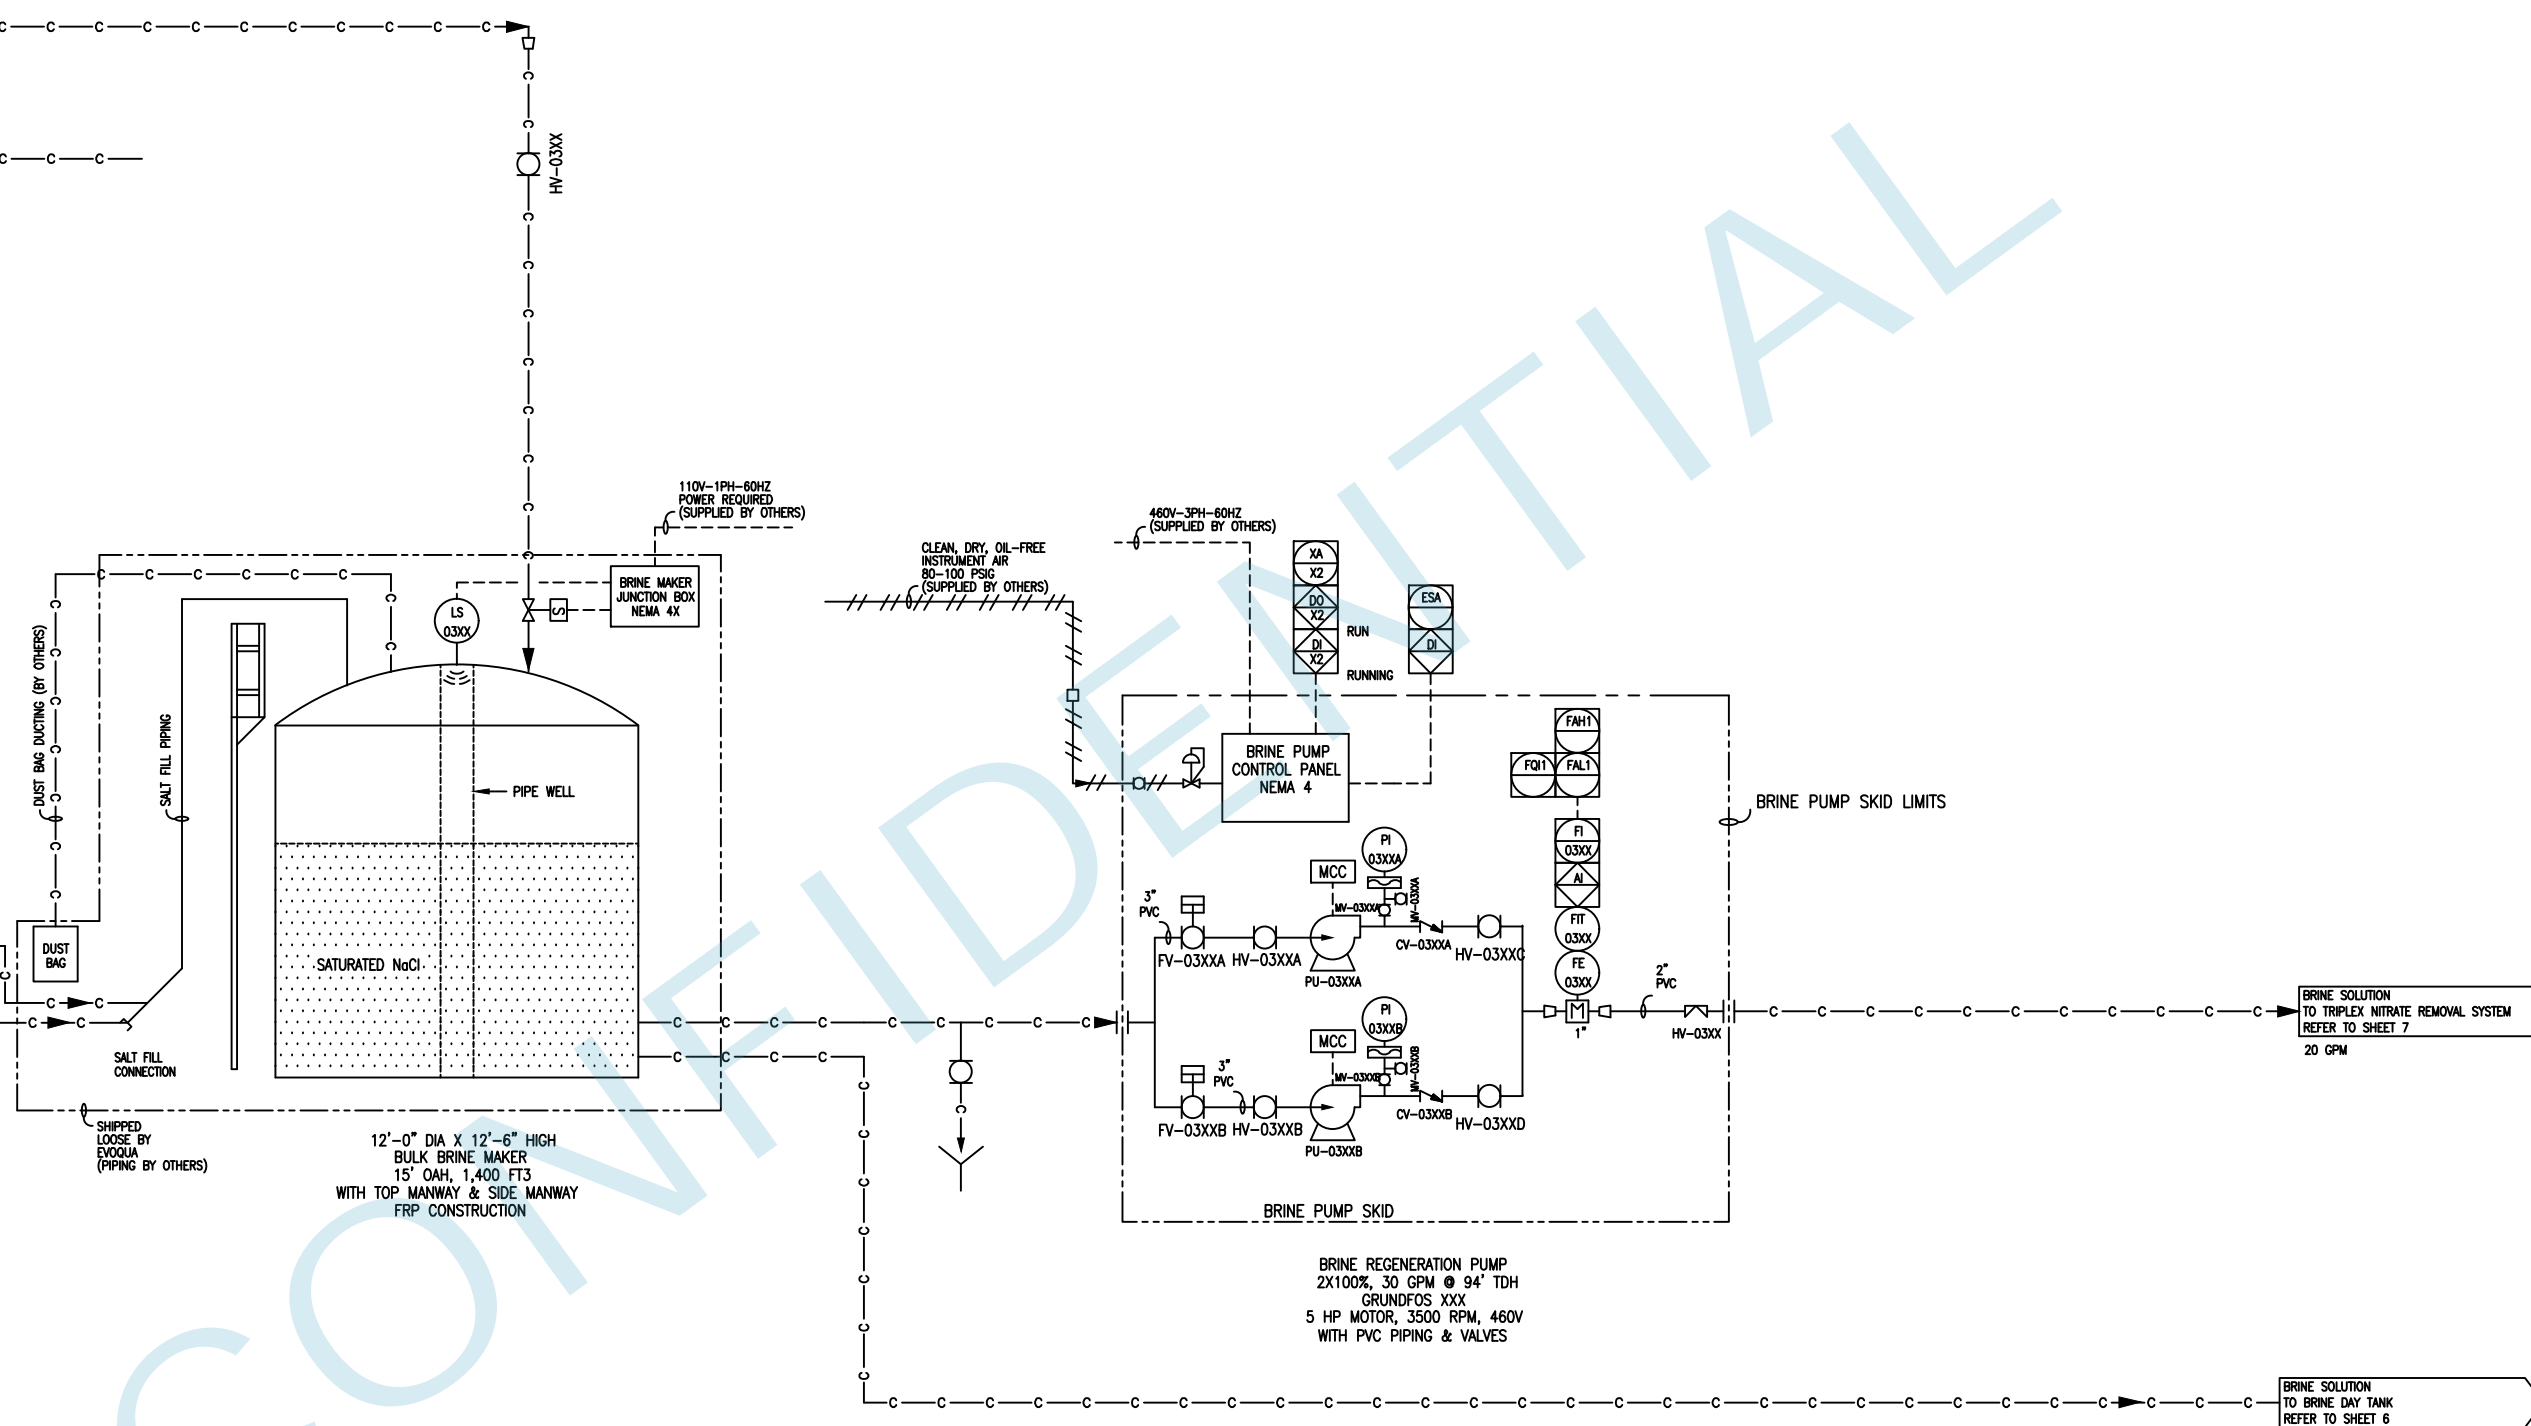 HV-03XX
110V-1PH-60HZ
POWER REQUIRED
(SUPPLIED BY OTHERS)
BRINE MAKER
JUNCTION BOX
NEMA 4X
S
LS
03XX
DUST BAG DUCTING (BY OTHERS)
SALT FILL PIPING
PIPE WELL
SATURATED NaCl
DUST
BAG
SALT FILL
CONNECTION
SHIPPED
LOOSE BY
EVOQUA
(PIPING BY OTHERS)
12'-0" DIA X 12'-6" HIGH
BULK BRINE MAKER
15' OAH, 1,400 FT3
WITH TOP MANWAY & SIDE MANWAY
FRP CONSTRUCTION
CLEAN, DRY, OIL-FREE
INSTRUMENT AIR
80-100 PSIG
(SUPPLIED BY OTHERS)
460V-3PH-60HZ
(SUPPLIED BY OTHERS)
XA
X2
DO
X2
RUN
DI
X2
RUNNING
ESA
DI
BRINE PUMP
CONTROL PANEL
NEMA 4
FAH1
FQI1
FAL1
FI
03XX
AI
FIT
03XX
FE
03XX
M
1"
2"
PVC
HV-03XX
BRINE PUMP SKID LIMITS
PI
03XXA
MCC
MV-03XXA
MV-03XXA
3"
PVC
FV-03XXA
HV-03XXA
PU-03XXA
CV-03XXA
HV-03XXC
PI
03XXB
MCC
MV-03XXB
MV-03XXB
3"
PVC
FV-03XXB
HV-03XXB
PU-03XXB
CV-03XXB
HV-03XXD
BRINE PUMP SKID
BRINE REGENERATION PUMP
2X100%, 30 GPM @ 94' TDH
GRUNDFOS XXX
5 HP MOTOR, 3500 RPM, 460V
WITH PVC PIPING & VALVES
BRINE SOLUTION
TO TRIPLEX NITRATE REMOVAL SYSTEM
REFER TO SHEET 7
20 GPM
BRINE SOLUTION
TO BRINE DAY TANK
REFER TO SHEET 6
CONFIDENTIAL